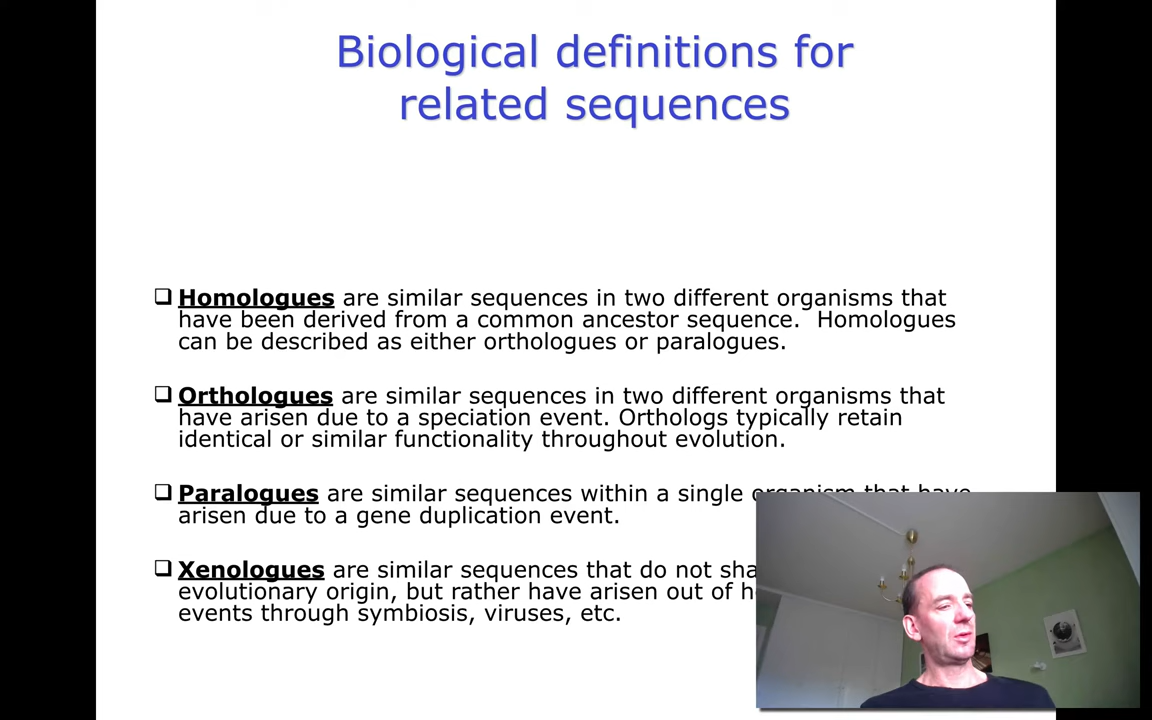 Biological definitions for
related sequences
❑ Homologues are similar sequences in two different organisms that
have been derived from a common ancestor sequence.  Homologues
can be described as either orthologues or paralogues.
❑ Orthologues are similar sequences in two different organisms that
have arisen due to a speciation event. Orthologs typically retain
identical or similar functionality throughout evolution.
❑ Paralogues are similar sequences within a single organism that have
arisen due to a gene duplication event.
❑ Xenologues are similar sequences that do not
evolutionary origin, but rather have arisen out of
events through symbiosis, viruses, etc.